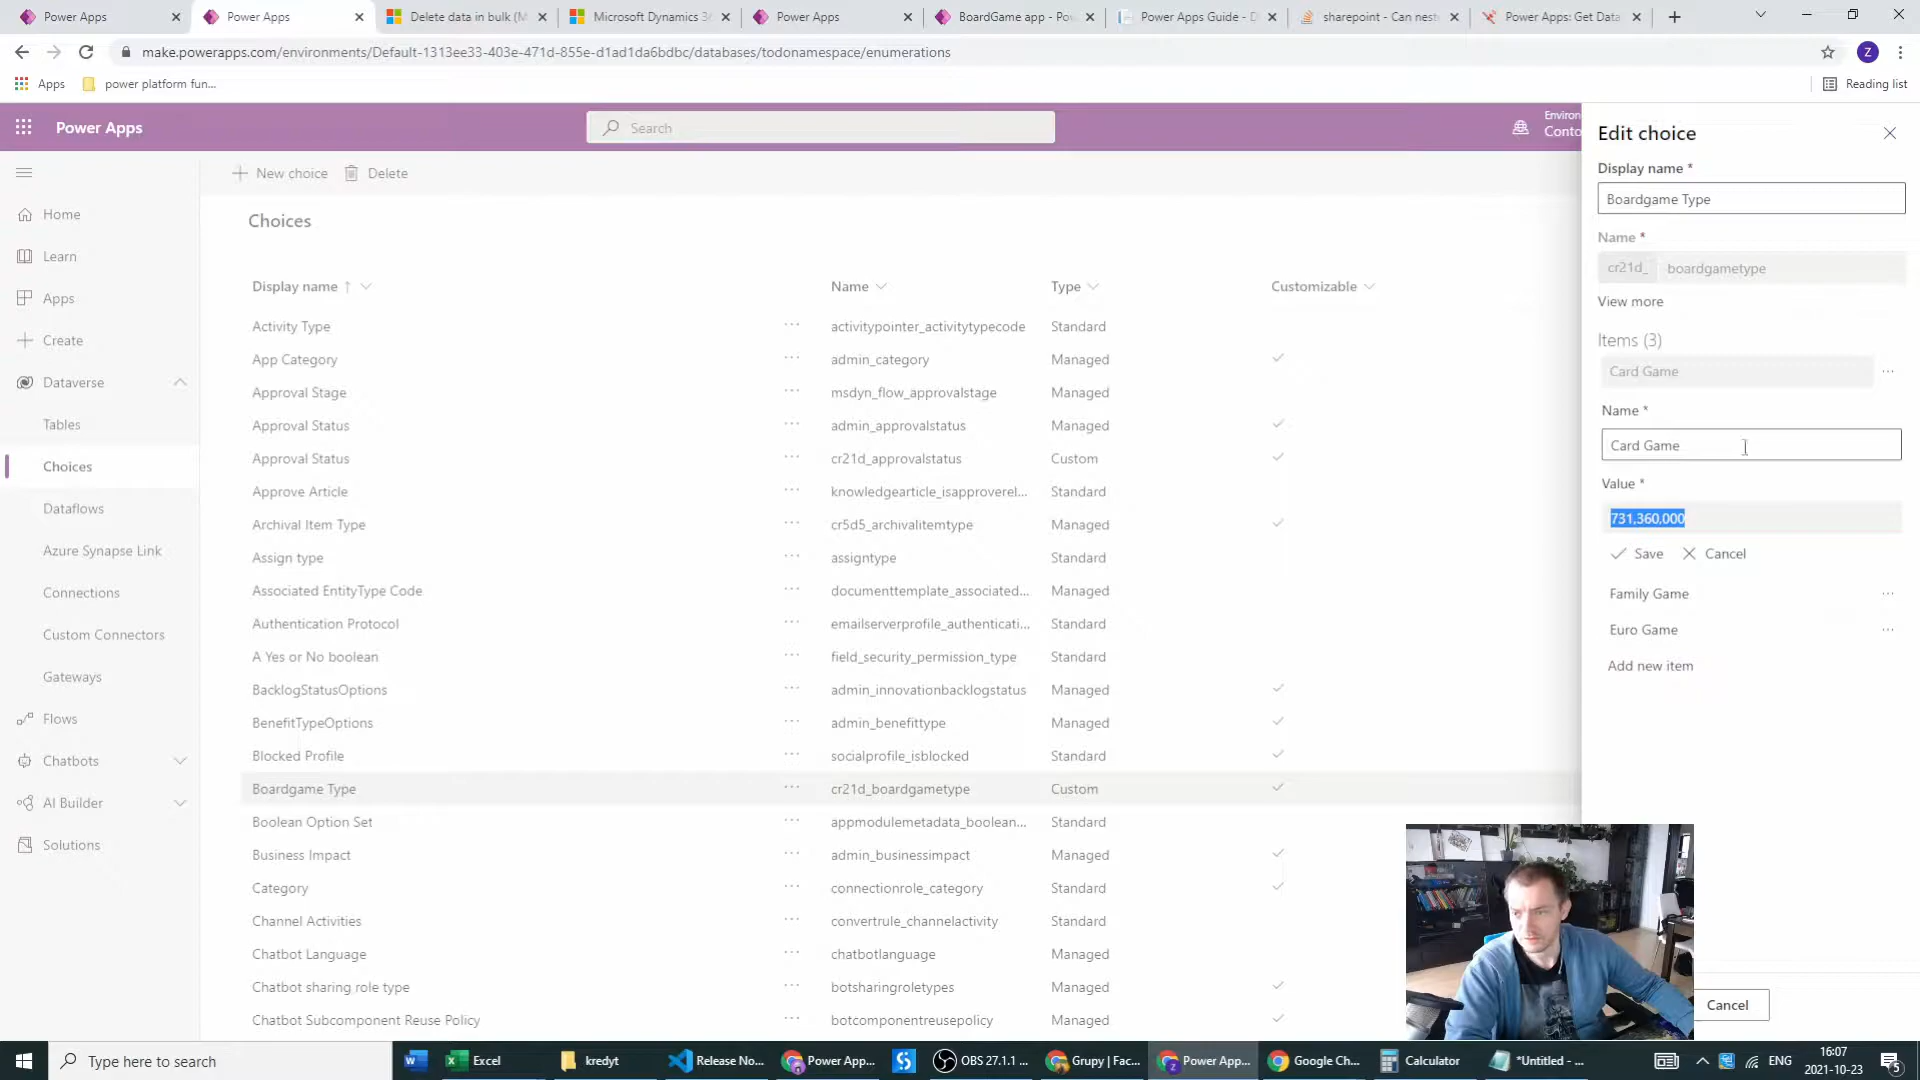 Power Apps
Power Apps
Delete data in bulk (M
Microsoft Dynamics 3
Power Apps
BoardGame app - Pow
Power Apps Guide - D
sharepoint - Can nest
Power Apps: Get Data
make.powerapps.com/environments/Default-1313ee33-403e-471d-855e-d1ad1da6bdbc/databases/todonamespace/enumerations
Z
Apps
power platform fun...
Reading list
Power Apps
Search
Environ
Conto
Home
Learn
Apps
Create
Dataverse
Tables
Choices
Dataflows
Azure Synapse Link
Connections
Custom Connectors
Gateways
Flows
Chatbots
AI Builder
Solutions
New choice
Delete
Choices
Display name ↑ Name Type Customizable
Activity Type ··· activitypointer_activitytypecode Standard
App Category ··· admin_category Managed
Approval Stage ··· msdyn_flow_approvalstage Managed
Approval Status ··· admin_approvalstatus Managed
Approval Status ··· cr21d_approvalstatus Custom
Approve Article ··· knowledgearticle_isapproverel... Standard
Archival Item Type ··· cr5d5_archivalitemtype Managed
Assign type ··· assigntype Standard
Associated EntityType Code ··· documenttemplate_associated... Managed
Authentication Protocol ··· emailserverprofile_authenticati... Standard
A Yes or No boolean ··· field_security_permission_type Standard
BacklogStatusOptions ··· admin_innovationbacklogstatus Managed
BenefitTypeOptions ··· admin_benefittype Managed
Blocked Profile ··· socialprofile_isblocked Standard
Boardgame Type ··· cr21d_boardgametype Custom
Boolean Option Set ··· appmodulemetadata_boolean... Standard
Business Impact ··· admin_businessimpact Managed
Category ··· connectionrole_category Standard
Channel Activities ··· convertrule_channelactivity Standard
Chatbot Language ··· chatbotlanguage Managed
Chatbot sharing role type ··· botsharingroletypes Managed
Chatbot Subcomponent Reuse Policy ··· botcomponentreusepolicy Managed
Edit choice
Display name *
Boardgame Type
Name *
cr21d_ boardgametype
View more
Items (3)
Card Game ···
Name *
Card Game
Value *
731,360,000
Save Cancel
Family Game ···
Euro Game ···
Add new item
Cancel
Type here to search
Excel
kredyt
Release No...
Power App...
OBS 27.1.1 ...
Grupy | Fac...
Power App...
Google Ch...
Calculator
*Untitled - ...
ENG
16:07
2021-10-23
5